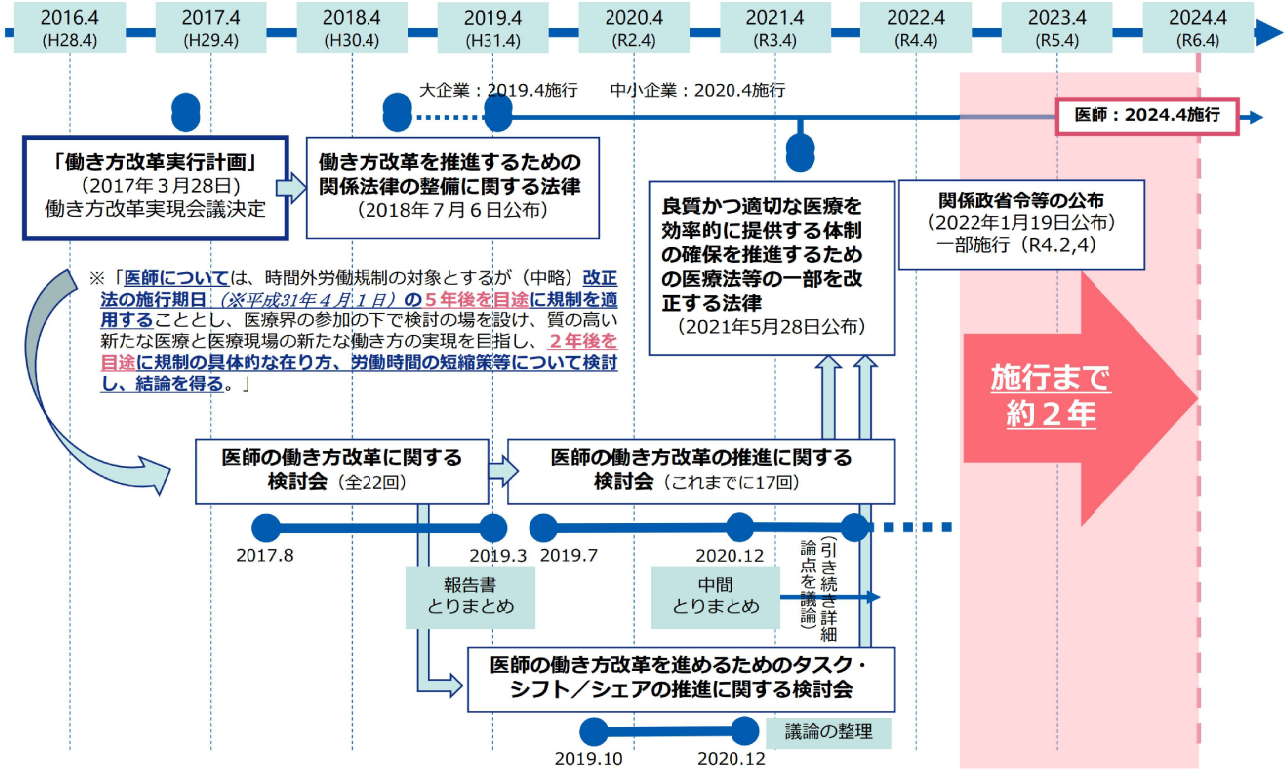 2016.4
(H28.4)
2017.4
(H29.4)
2018.4
(H30.4)
2019.4
(H31.4)
2020.4
(R2.4)
2021.4
(R3.4)
2022.4
(R4.4)
2023.4
(R5.4)
2024.4
(R6.4)
大企業：2019.4施行
中小企業：2020.4施行
医師：2024.4施行
「働き方改革実行計画」
(2017年３月28日)
働き方改革実現会議決定
働き方改革を推進するための
関係法律の整備に関する法律
（2018年７月６日公布）
良質かつ適切な医療を
効率的に提供する体制
の確保を推進するため
の医療法等の一部を改
正する法律
（2021年5月28日公布）
関係政省令等の公布
（2022年1月19日公布）
一部施行（R4.2,4）
※「医師については、時間外労働規制の対象とするが（中略）改正
法の施行期日（※平成31年４月１日）の５年後を目途に規制を適
用することとし、医療界の参加の下で検討の場を設け、質の高い
新たな医療と医療現場の新たな働き方の実現を目指し、２年後を
目途に規制の具体的な在り方、労働時間の短縮策等について検討
し、結論を得る。」
施行まで
約２年
医師の働き方改革に関する
検討会（全22回）
医師の働き方改革の推進に関する
検討会（これまでに17回）
2017.8
2019.3
2019.7
2020.12
（引き続き詳細
論点を議論）
報告書
とりまとめ
中間
とりまとめ
医師の働き方改革を進めるためのタスク・
シフト／シェアの推進に関する検討会
2019.10
2020.12
議論の整理